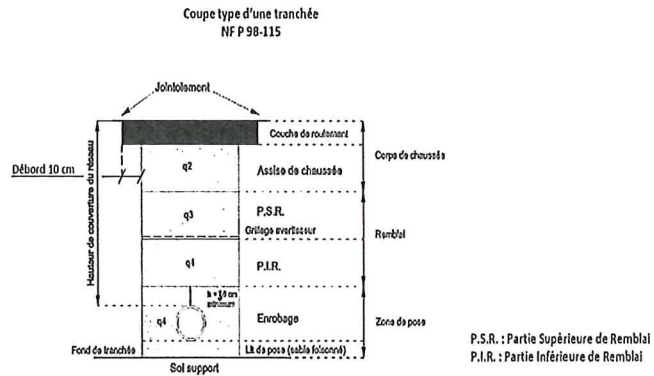 Coupe type d'une tranchée
NF P 98-115
Jointoiement
Couche de roulement
Corps de chaussée
Débord 10 cm
q2
Assise de chaussée
Hauteur de couverture du réseau
q3
P.S.R.
Grillage avertisseur
Remblai
q4
P.I.R.
h = 10 cm
q4
Enrobage
Zone de pose
P.S.R. : Partie Supérieure de Remblai
P.I.R. : Partie Inférieure de Remblai
Fond de tranchée
Lit de pose (sable foisonné)
Sol support